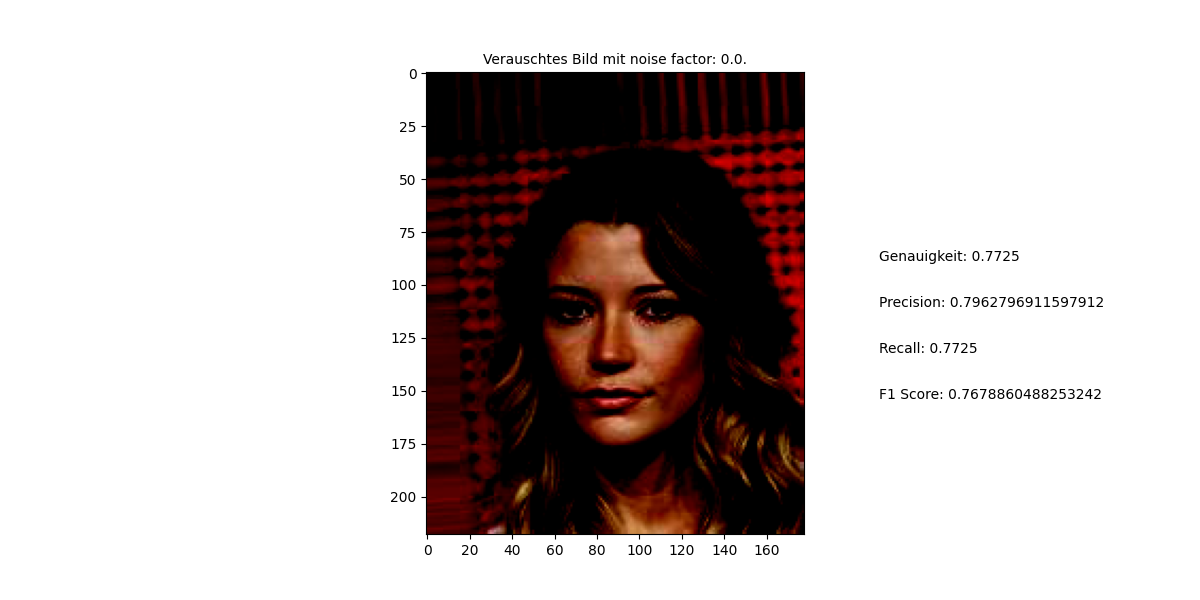 Verauschtes Bild mit noise factor: 0.0.
0
25
50
75
100
125
150
175
200
0 20 40 60 80 100 120 140 160
Genauigkeit: 0.7725
Precision: 0.7962796911597912
Recall: 0.7725
F1 Score: 0.7678860488253242